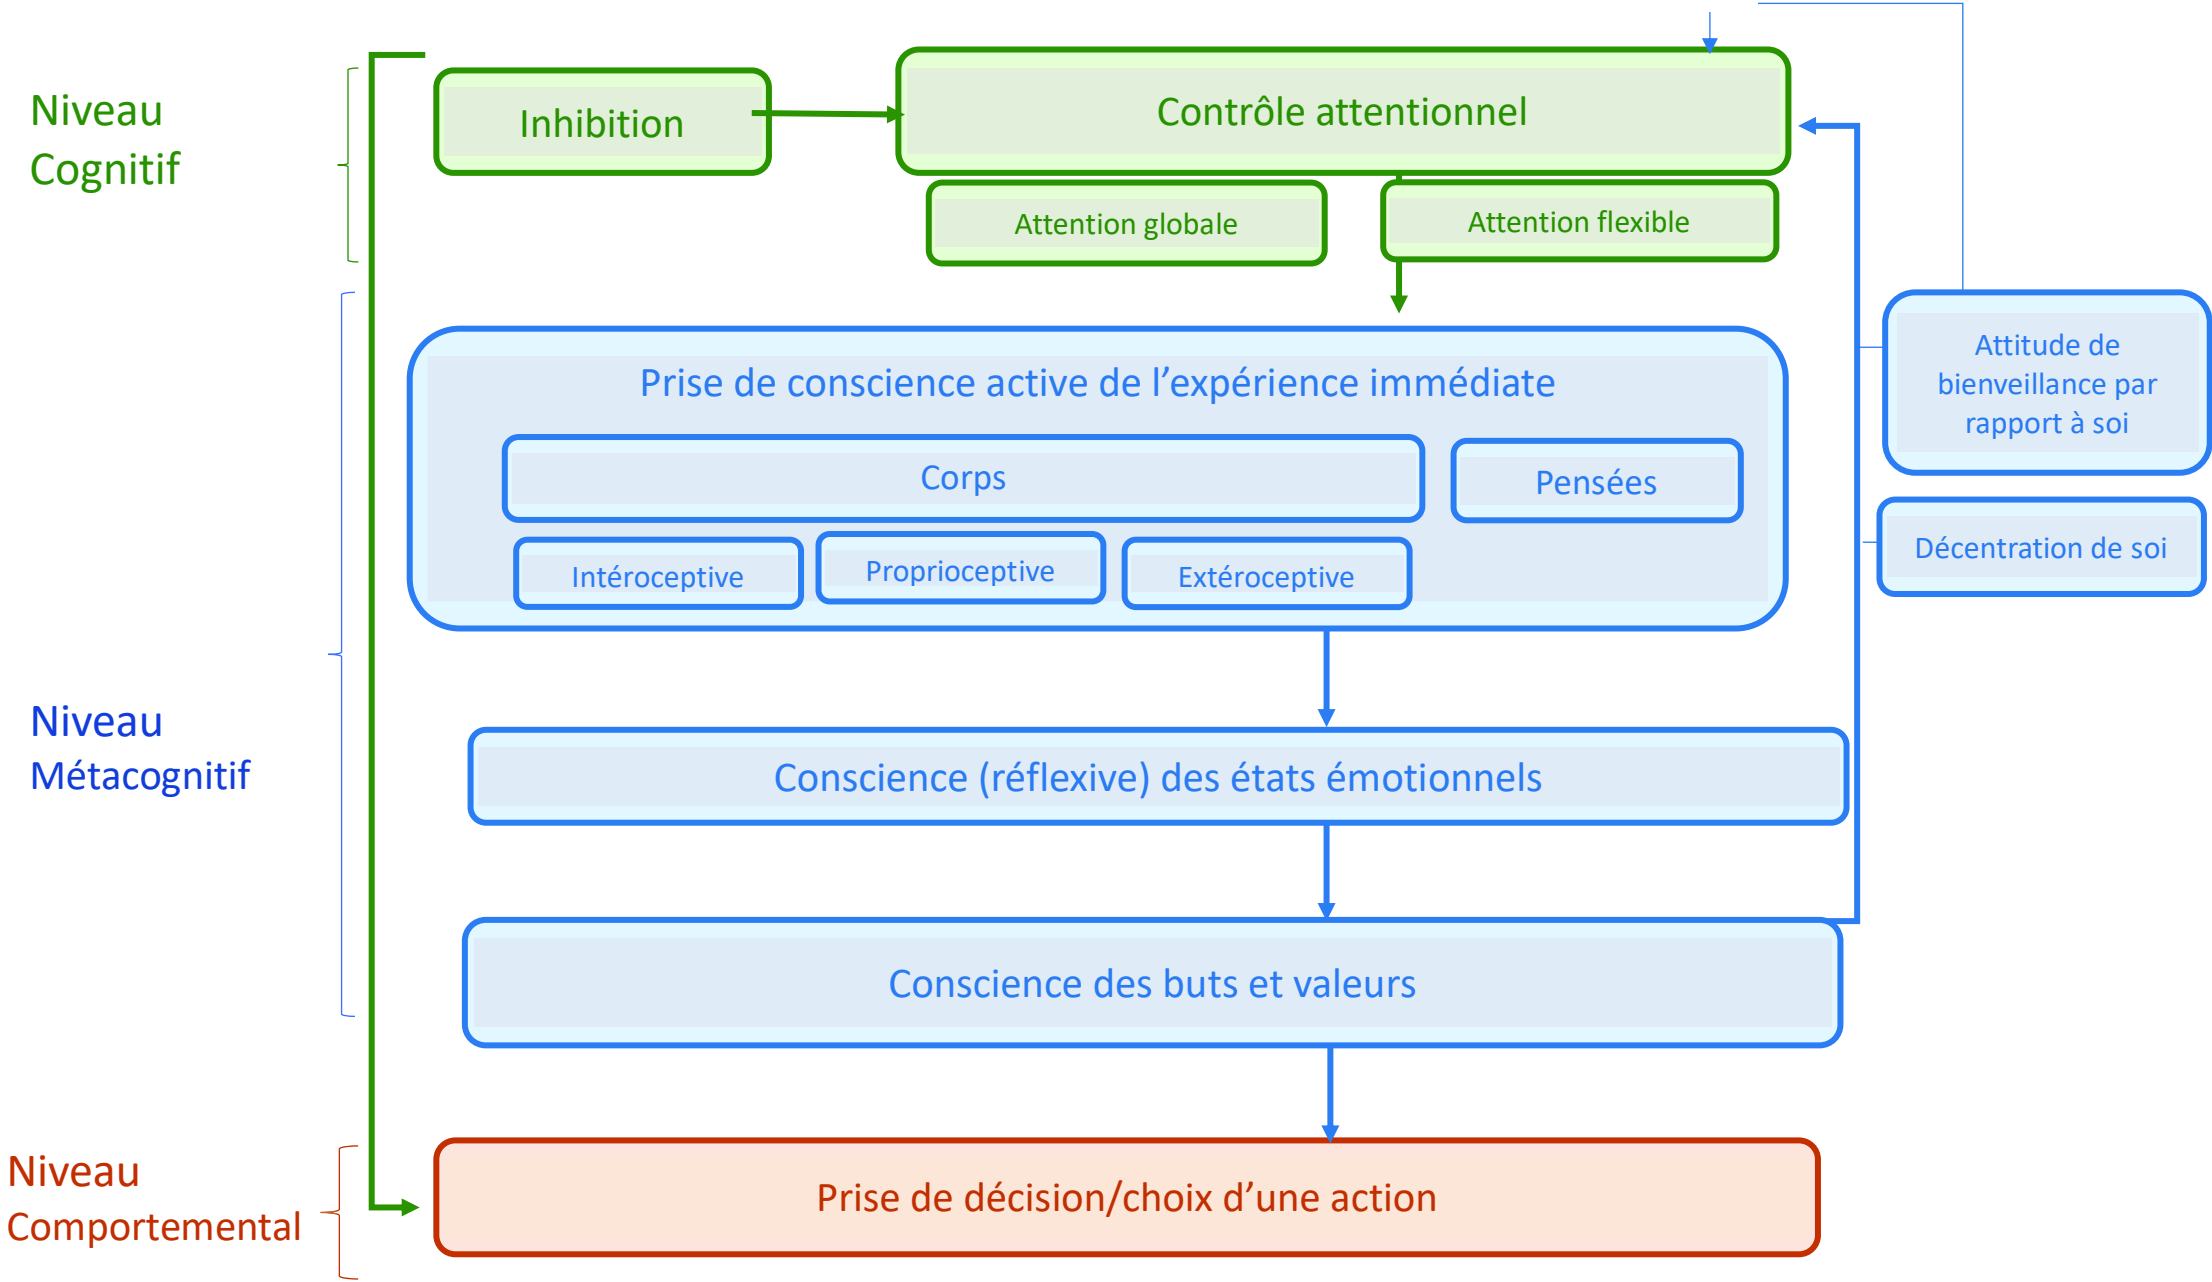 Niveau
Cognitif
Inhibition
Contrôle attentionnel
Attention globale
Attention flexible
Prise de conscience active de l’expérience immédiate
Corps
Pensées
Intéroceptive
Proprioceptive
Extéroceptive
Attitude de
bienveillance par
rapport à soi
Décentration de soi
Niveau
Métacognitif
Conscience (réflexive) des états émotionnels
Conscience des buts et valeurs
Niveau
Comportemental
Prise de décision/choix d’une action